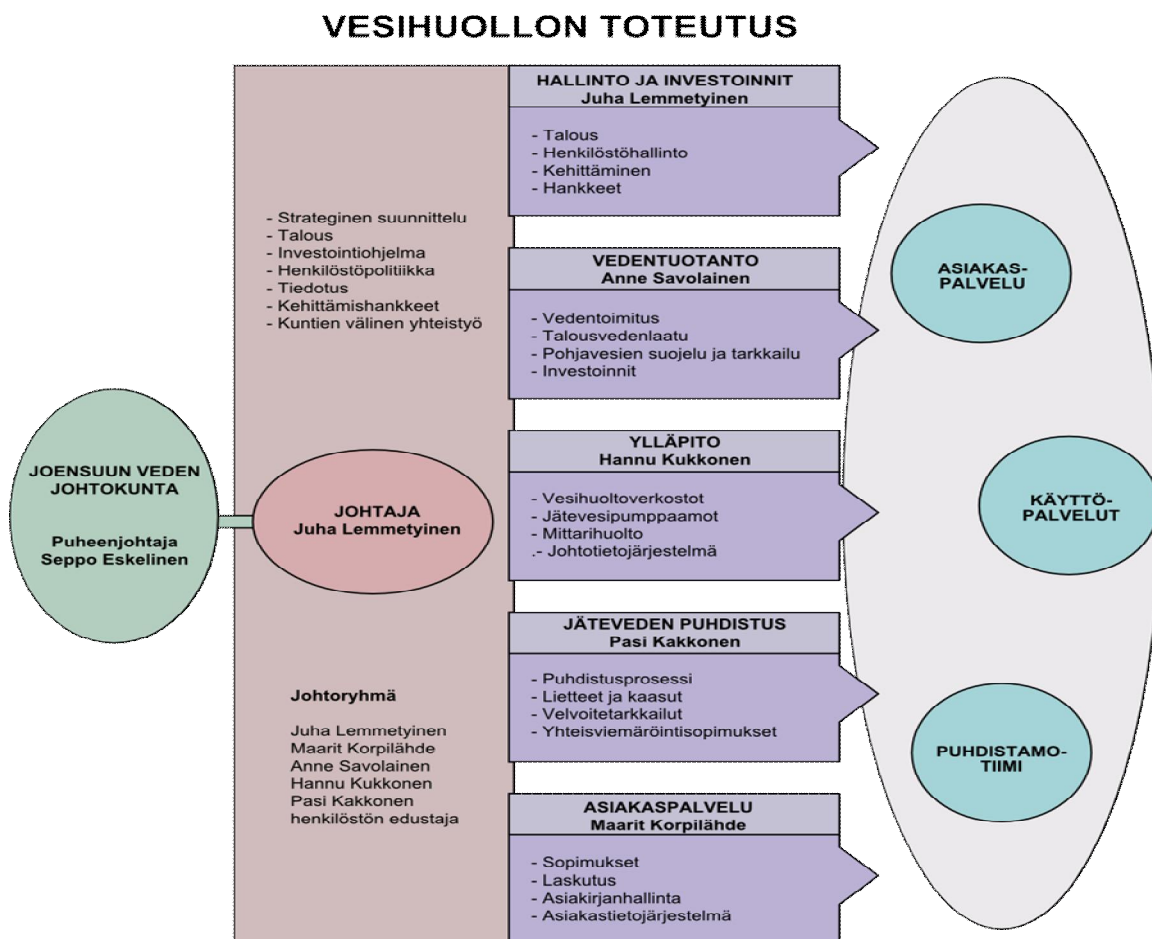 VESIHUOLLON TOTEUTUS
JOENSUUN VEDEN
JOHTOKUNTA
Puheenjohtaja
Seppo Eskelinen
- Strateginen suunnittelu
- Talous
- Investointiohjelma
- Henkilöstöpolitiikka
- Tiedotus
- Kehittämishankkeet
- Kuntien välinen yhteistyö
JOHTAJA
Juha Lemmetyinen
Johtoryhmä
Juha Lemmetyinen
Maarit Korpilähde
Anne Savolainen
Hannu Kukkonen
Pasi Kakkonen
henkilöstön edustaja
HALLINTO JA INVESTOINNIT
Juha Lemmetyinen
- Talous
- Henkilöstöhallinto
- Kehittäminen
- Hankkeet
VEDENTUOTANTO
Anne Savolainen
- Vedentoimitus
- Talousvedenlaatu
- Pohjavesien suojelu ja tarkkailu
- Investoinnit
YLLÄPITO
Hannu Kukkonen
- Vesihuoltoverkostot
- Jätevesipumppaamot
- Mittarihuolto
.- Johtotietojärjestelmä
JÄTEVEDEN PUHDISTUS
Pasi Kakkonen
- Puhdistusprosessi
- Lietteet ja kaasut
- Velvoitetarkkailut
- Yhteisviemäröintisopimukset
ASIAKASPALVELU
Maarit Korpilähde
- Sopimukset
- Laskutus
- Asiakirjanhallinta
- Asiakastietojärjestelmä
ASIAKAS-
PALVELU
KÄYTTÖ-
PALVELUT
PUHDISTAMO-
TIIMI